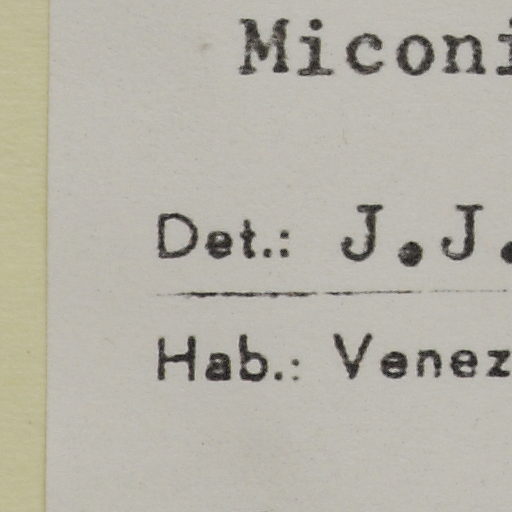 Miconi
Det.: J.J.
Hab.: Venez